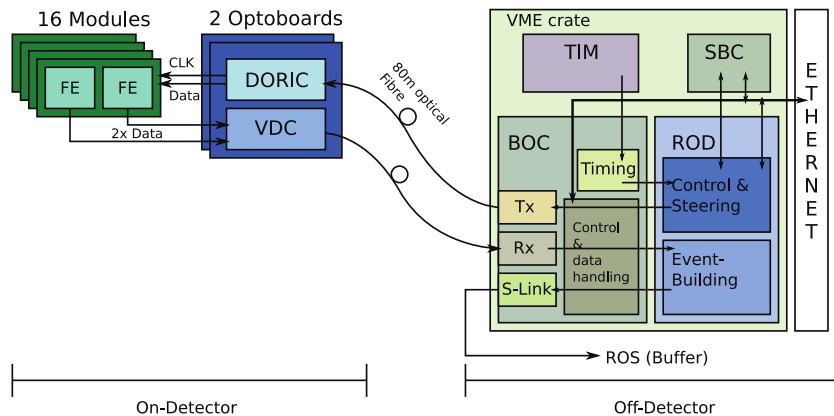 16 Modules
2 Optoboards
VME crate
TIM
SBC
CLK
Data
FE
FE
2x Data
DORIC
VDC
80m optical
Fibre
BOC
ROD
Timing
Control &
Steering
Tx
Rx
S-Link
Control
&
data
handling
Event-
Building
ETHERNET
ROS (Buffer)
On-Detector
Off-Detector